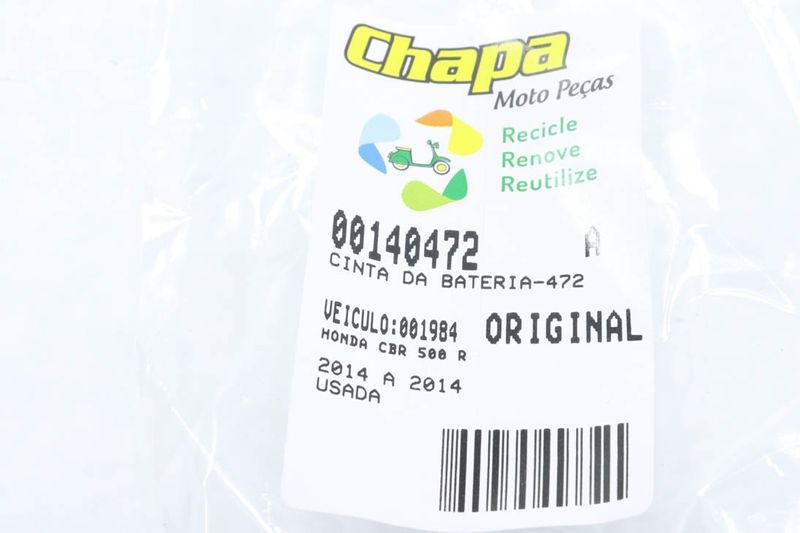 Chapa
Moto Peças
Recicle
Renove
Reutilize
00140472 A
CINTA DA BATERIA-472
VEICULO:001984 ORIGINAL
HONDA CBR 500 R
2014 A 2014
USADA